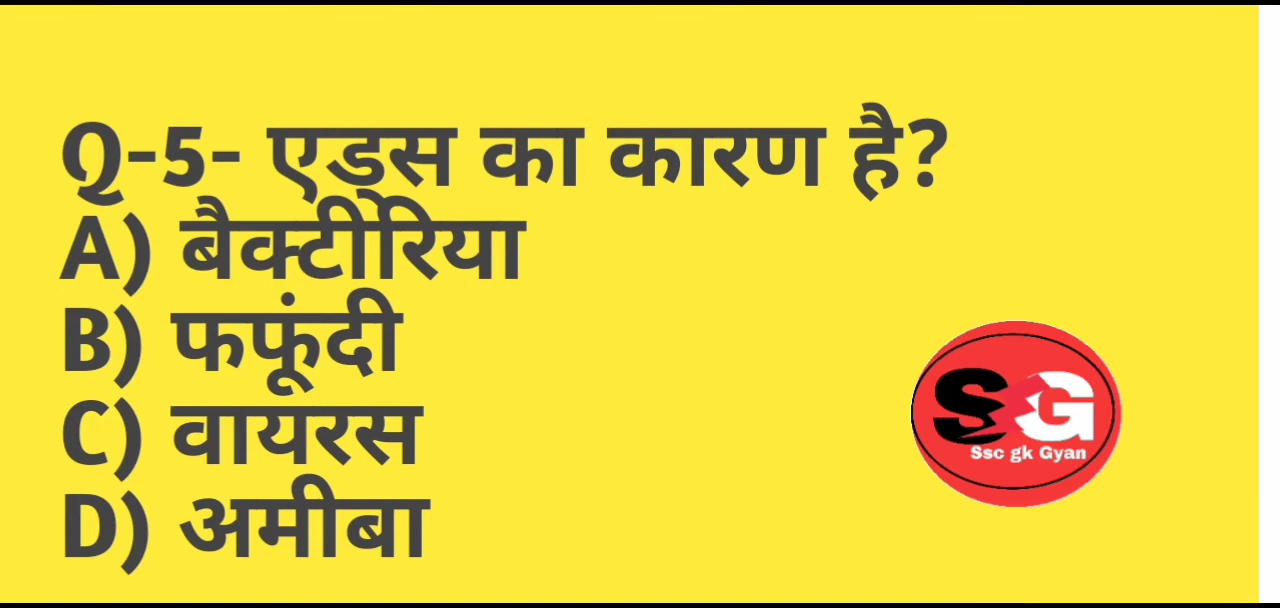 Q-5- एड्स का कारण है?
A) बैक्टीरिया
B) फफूंदी
C) वायरस
D) अमीबा
SG
Ssc gk Gyan